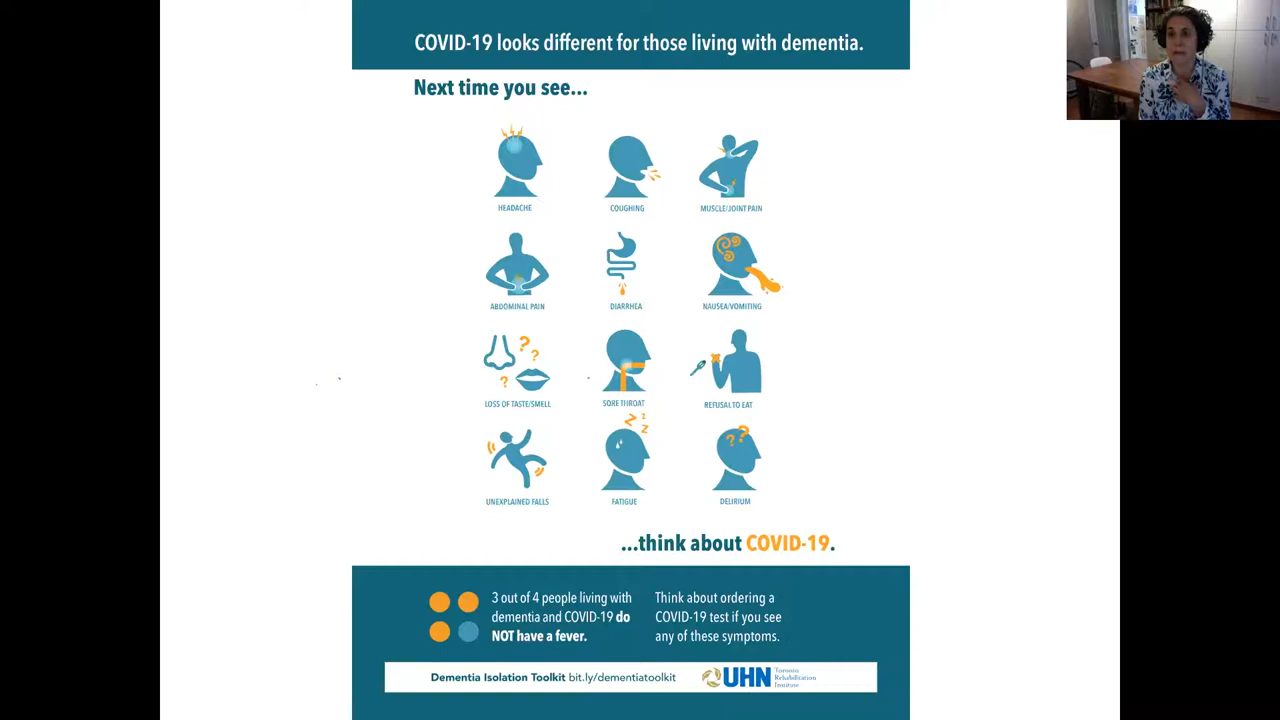 COVID-19 looks different for those living with dementia.
Next time you see...
HEADACHE
COUGHING
MUSCLE/JOINT PAIN
ABDOMINAL PAIN
DIARRHEA
NAUSEA/VOMITING
? ? ?
LOSS OF TASTE/SMELL
SORE THROAT
REFUSAL TO EAT
Z Z Z
? ?
UNEXPLAINED FALLS
FATIGUE
DELIRIUM
...think about COVID-19.
3 out of 4 people living with
dementia and COVID-19 do
NOT have a fever.
Think about ordering a
COVID-19 test if you see
any of these symptoms.
Dementia Isolation Toolkit bit.ly/dementiatoolkit
UHN
Toronto
Rehabilitation
Institute